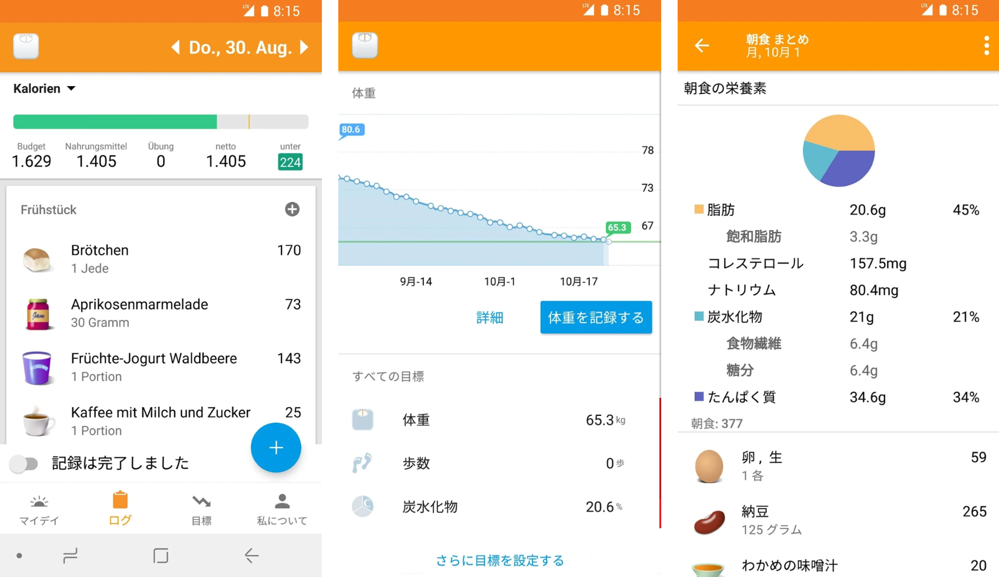 LTE 8:15
Do., 30. Aug.
Kalorien
Budget Nahrungsmittel Übung netto unter
1.629 1.405 0 1.405 224
Frühstück
Brötchen 170
1 Jede
Jam
Aprikosenmarmelade 73
30 Gramm
YOGURT
Früchte-Jogurt Waldbeere 143
1 Portion
Kaffee mit Milch und Zucker 25
1 Portion
記録は完了しました
マイデイ ログ 目標 私について
LTE 8:15
体重
80.6
78
73
67
65.3
9月-14 10月-1 10月-17
詳細 体重を記録する
すべての目標
体重 65.3 kg
歩数 0 歩
C
炭水化物 20.6 %
さらに目標を設定する
LTE 8:15
朝食 まとめ
月, 10月 1
朝食の栄養素
脂肪 20.6g 45%
飽和脂肪 3.3g
コレステロール 157.5mg
ナトリウム 80.4mg
炭水化物 21g 21%
食物繊維 6.4g
糖分 6.4g
たんぱく質 34.6g 34%
朝食: 377
卵 , 生 59
1 各
納豆 265
125 グラム
わかめの味噌汁 20